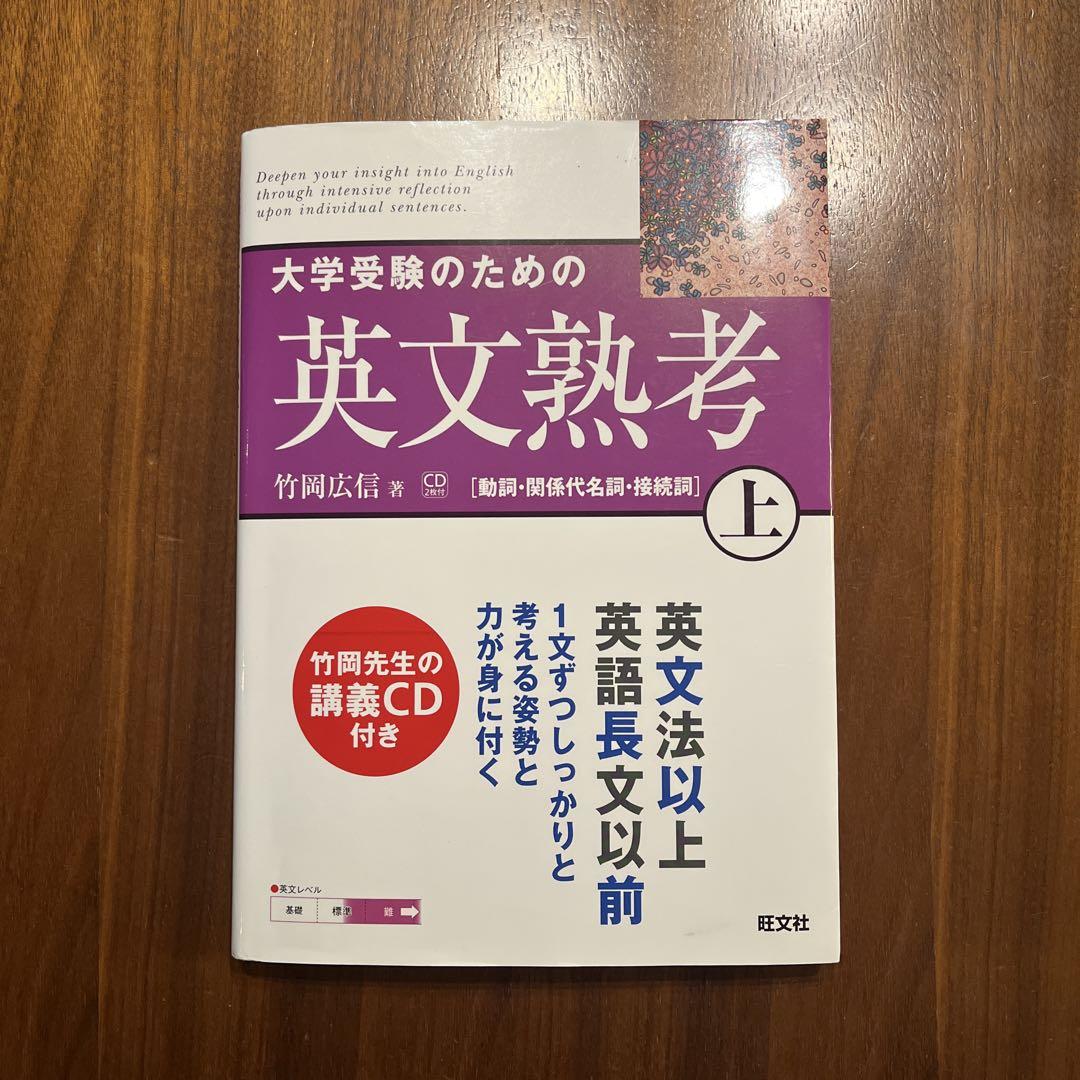 Deepen your insight into English
through intensive reflection
upon individual sentences.
大学受験のための
英文熟考
竹岡広信 著
CD
2枚付
[動詞・関係代名詞・接続詞]
上
英文法以上
英語長文以前
1文ずつしっかりと
考える姿勢と
力が身に付く
竹岡先生の
講義CD
付き
●英文レベル
基礎 標準 難
旺文社